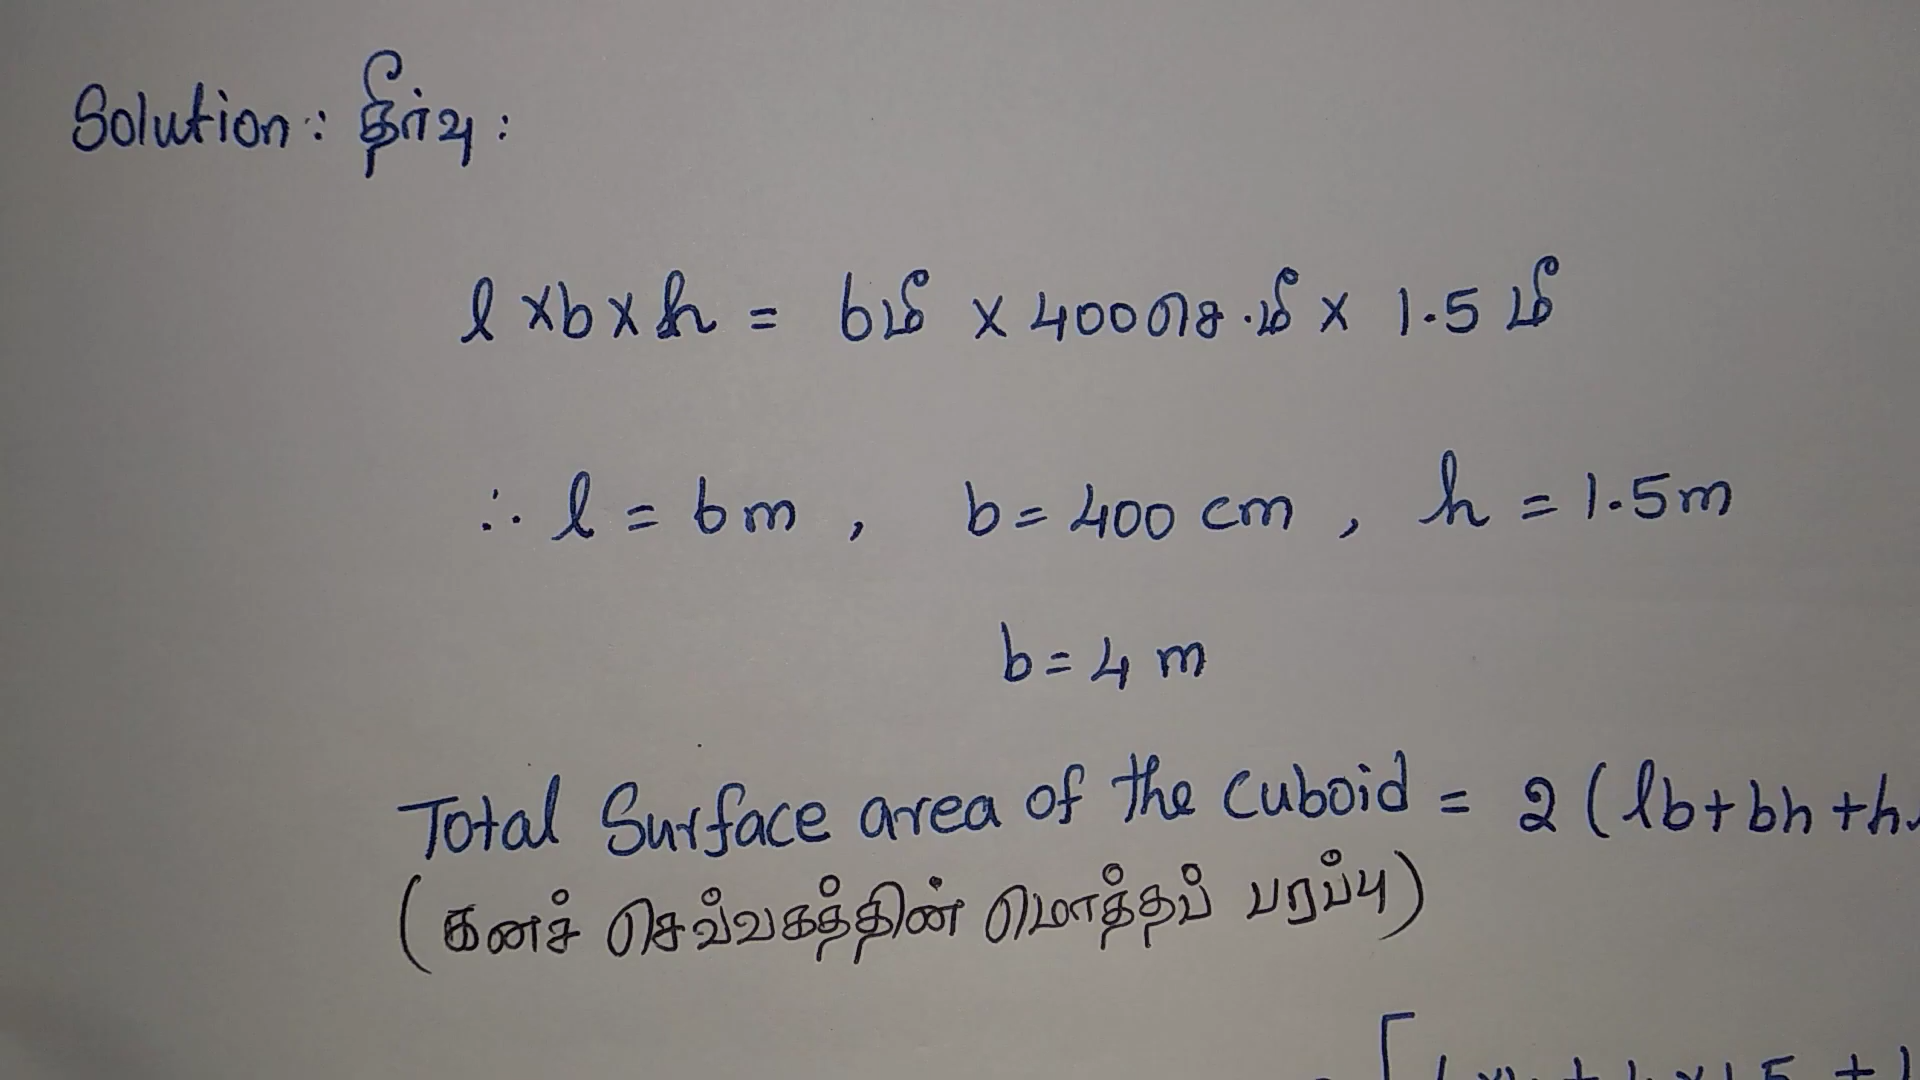 Solution: தீர்வு:
l × b × h = 6மீ × 400செ.மீ × 1.5 மீ
∴ l = 6m , b = 400 cm , h = 1.5m
b = 4 m
Total Surface area of the cuboid = 2 (lb + bh + h
(கனச் செவ்வகத்தின் மொத்தப் பரப்பு)